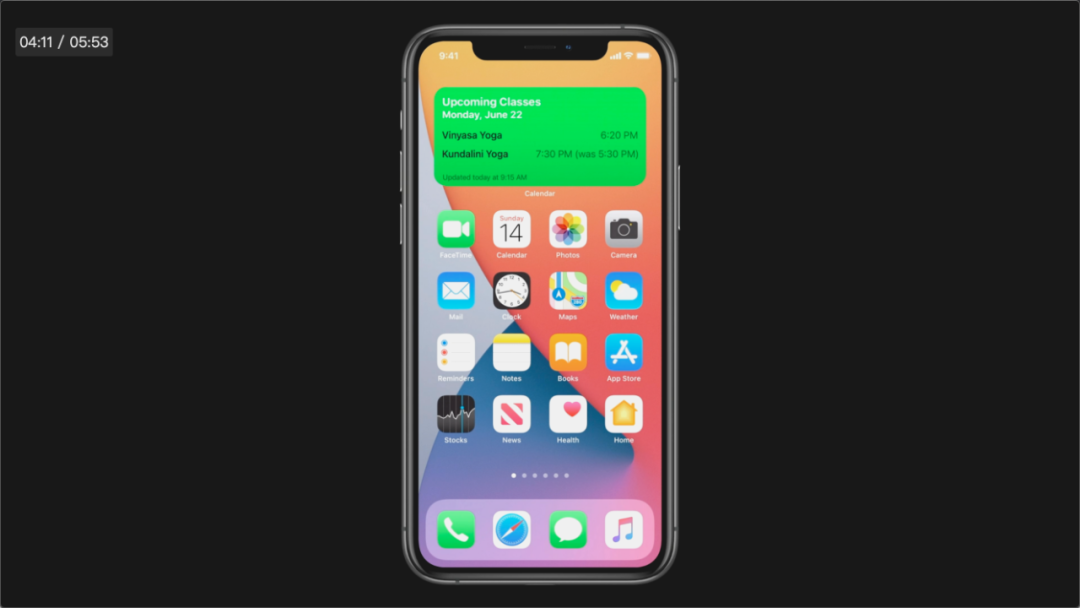 04:11 / 05:53
9:41
Upcoming Classes
Monday, June 22
Vinyasa Yoga 6:20 PM
Kundalini Yoga 7:30 PM (was 5:30 PM)
Updated today at 9:15 AM
Calendar
Sunday
14
FaceTime Calendar Photos Camera
280
Mail Clock Maps Weather
Reminders Notes Books App Store
Stocks News Health Home